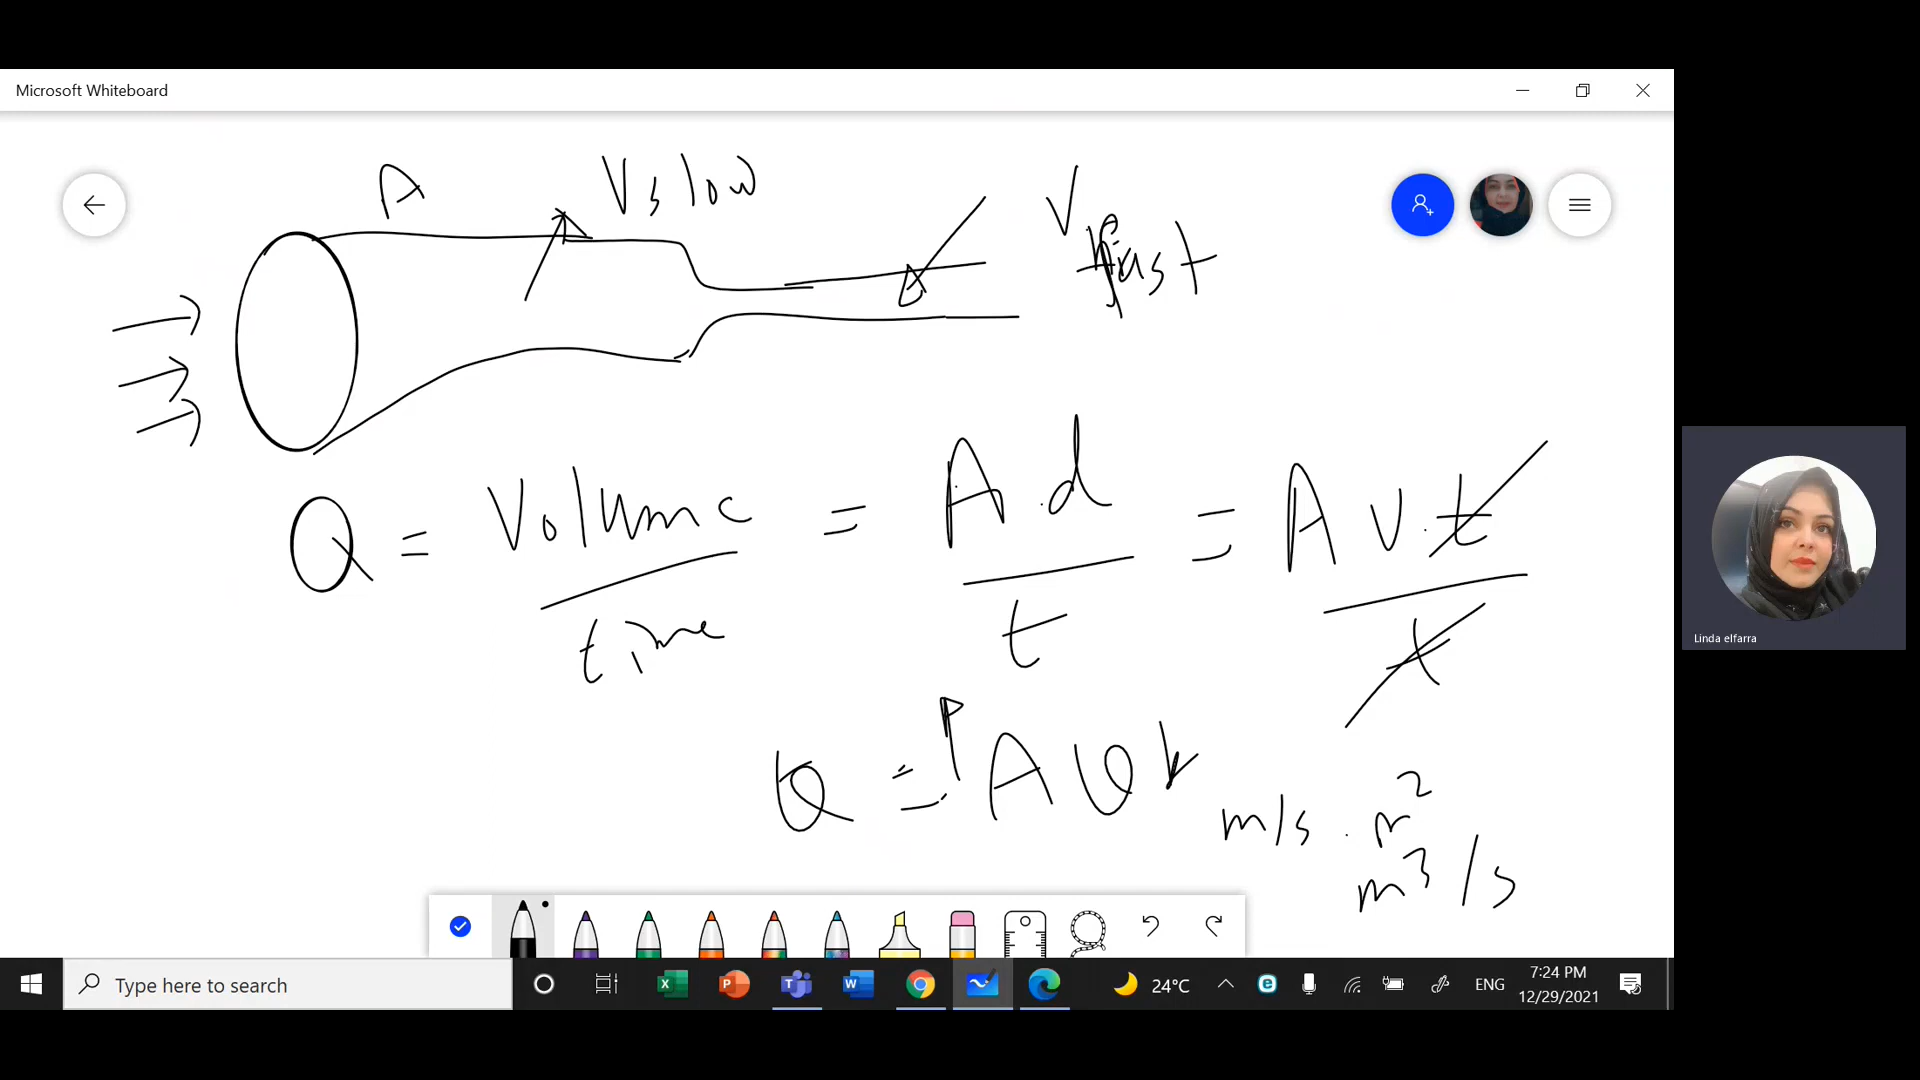 Microsoft Whiteboard
A
V slow
V fast
Q = Volume / time = A . d / t = A v . t / t
Q = A v
m/s . m²
m³/s
Linda elfarra
Type here to search
24°C
ENG
7:24 PM
12/29/2021